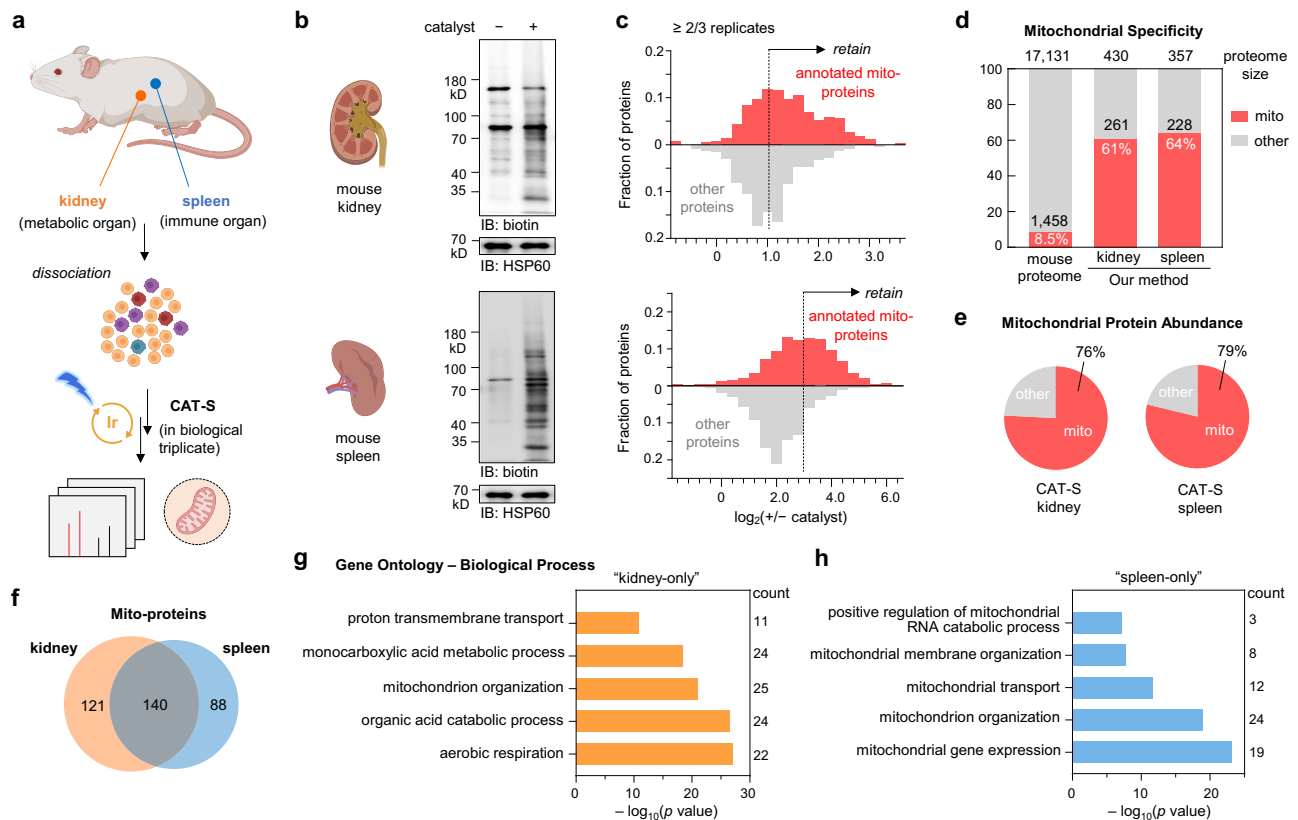 a
kidney
(metabolic organ)
spleen
(immune organ)
dissociation
Ir
CAT-S
(in biological
triplicate)
b
catalyst − +
mouse
kidney
180
kD
100
70
40
35
IB: biotin
70
kD
IB: HSP60
mouse
spleen
180
kD
100
70
40
35
IB: biotin
70
kD
IB: HSP60
c
≥ 2/3 replicates
retain
annotated mito-
proteins
other
proteins
Fraction of proteins
0.2
0.1
0
0.1
0.2
0 1.0 2.0 3.0
retain
annotated mito-
proteins
other
proteins
Fraction of proteins
0.2
0.1
0
0.1
0.2
0 2.0 4.0 6.0
log2(+/− catalyst)
d
Mitochondrial Specificity
17,131 430 357 proteome
size
100
80
60
40
20
0
1,458
8.5%
261
61%
228
64%
mito
other
mouse
proteome
kidney spleen
Our method
e
Mitochondrial Protein Abundance
76%
other
mito
CAT-S
kidney
79%
other
mito
CAT-S
spleen
f
Mito-proteins
kidney spleen
121 140 88
g
Gene Ontology – Biological Process
"kidney-only"
count
proton transmembrane transport 11
monocarboxylic acid metabolic process 24
mitochondrion organization 25
organic acid catabolic process 24
aerobic respiration 22
0 10 20 30
– log10(p value)
h
"spleen-only"
count
positive regulation of mitochondrial
RNA catabolic process 3
mitochondrial membrane organization 8
mitochondrial transport 12
mitochondrion organization 24
mitochondrial gene expression 19
0 10 20
– log10(p value)